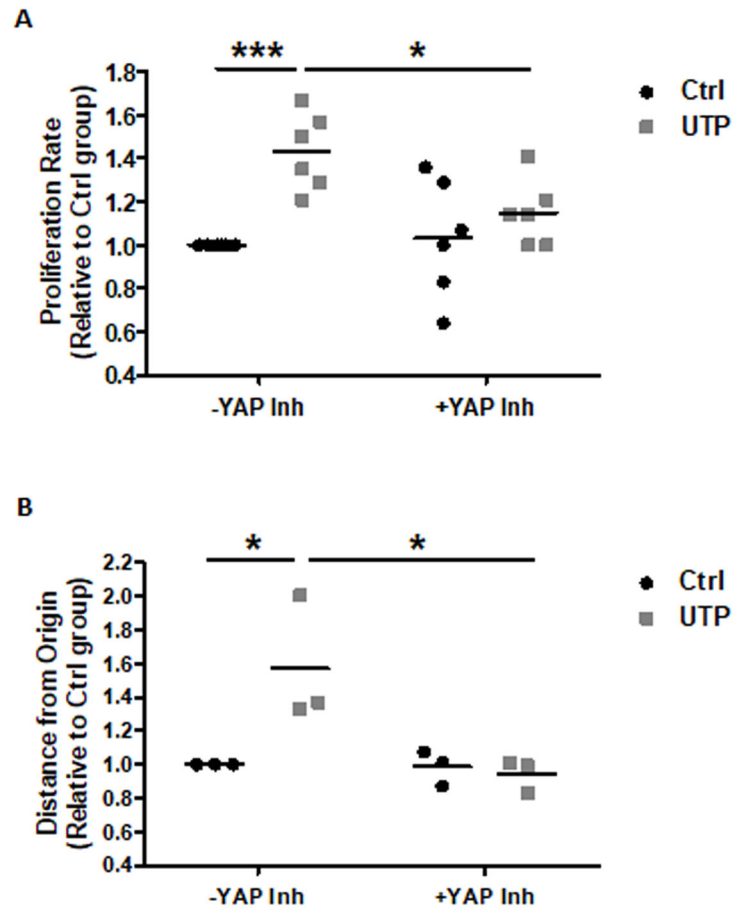 A
*** *
1.8
1.6
1.4
1.2
1.0
0.8
0.6
0.4
Proliferation Rate
(Relative to Ctrl group)
-YAP Inh +YAP Inh
Ctrl
UTP
B
* *
2.2
2.0
1.8
1.6
1.4
1.2
1.0
0.8
0.6
0.4
Distance from Origin
(Relative to Ctrl group)
-YAP Inh +YAP Inh
Ctrl
UTP